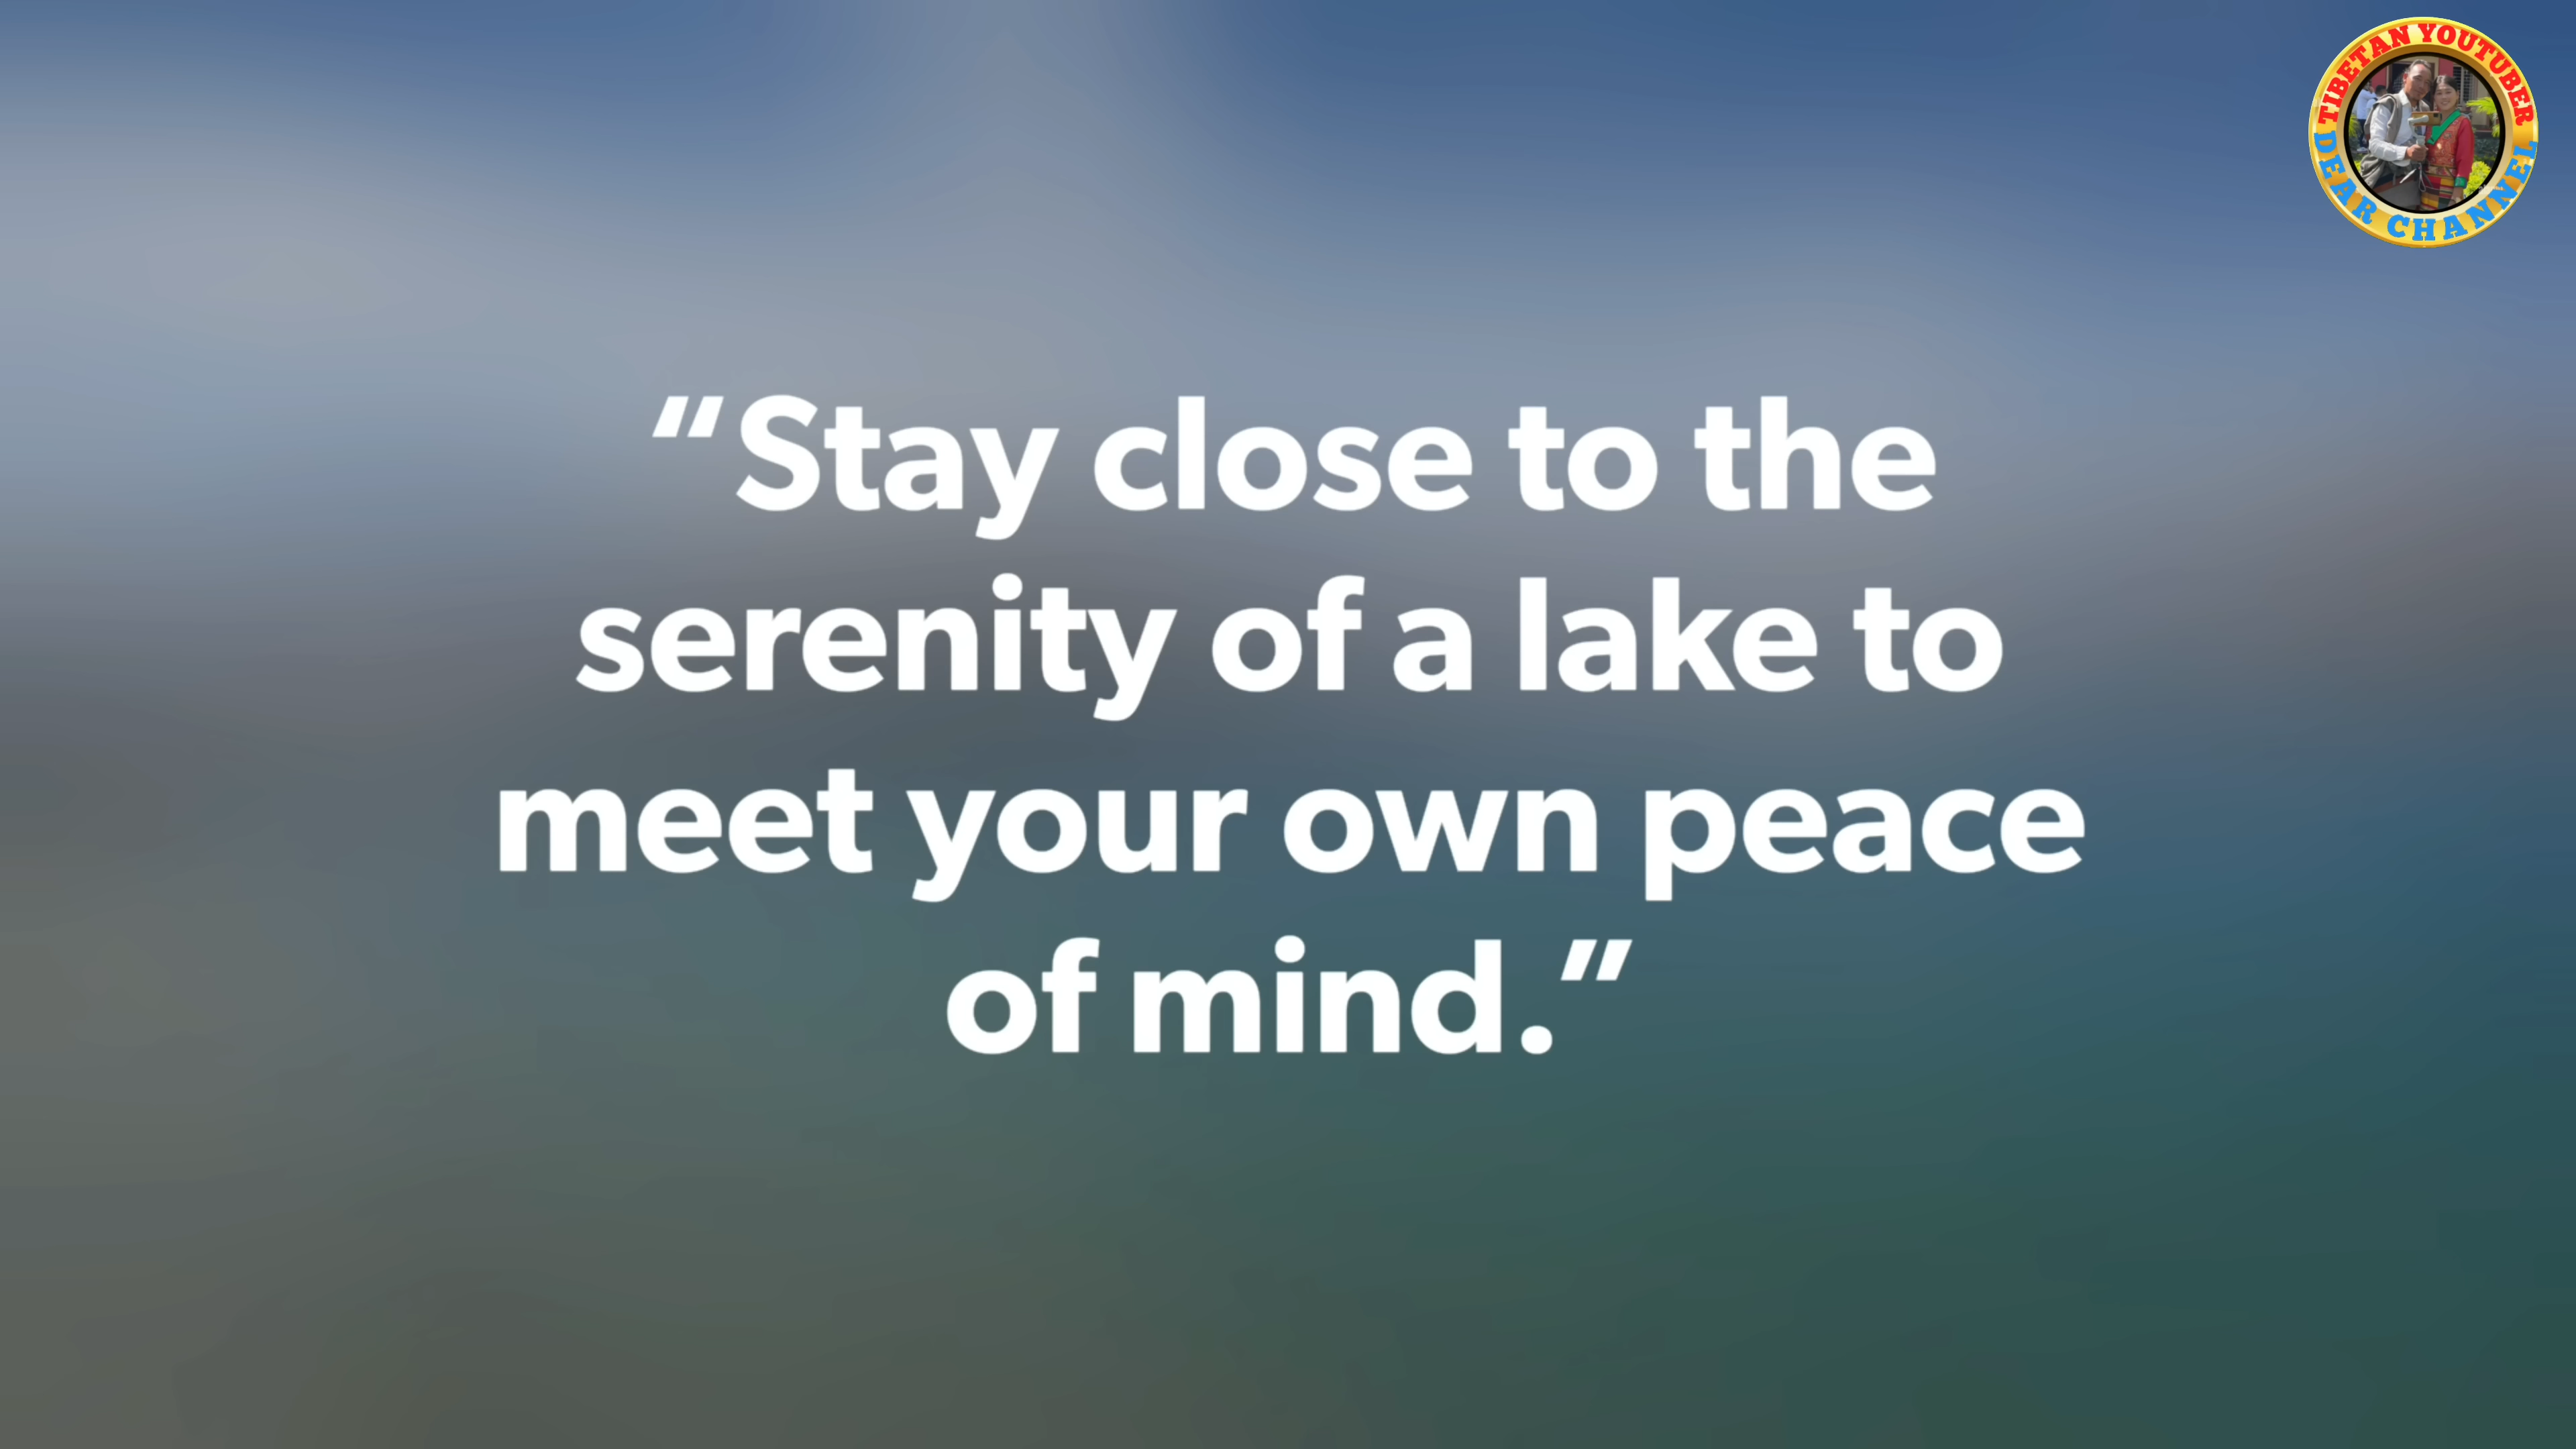 “Stay close to the
serenity of a lake to
meet your own peace
of mind.”
TIBETAN YOUTUBER
DEAR CHANNEL